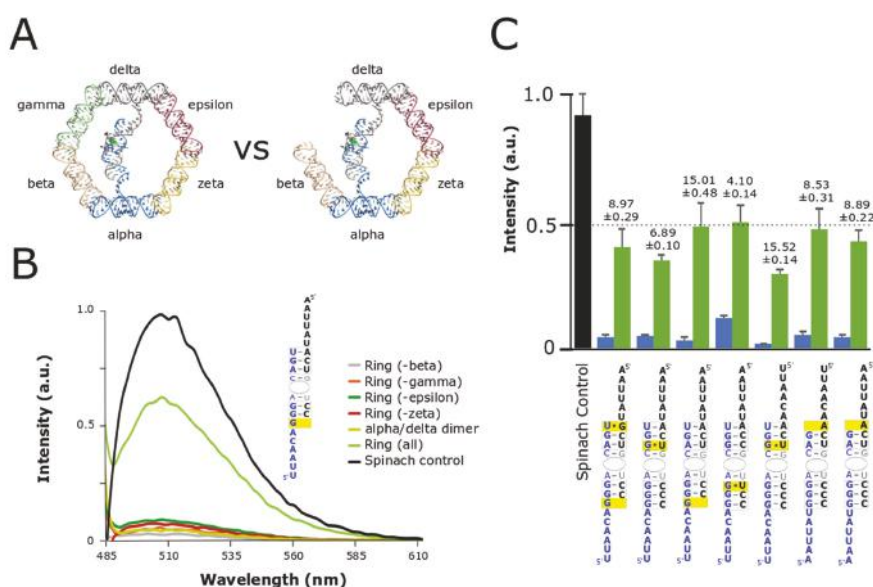 A
delta
gamma
epsilon
beta
zeta
alpha
vs
delta
epsilon
beta
zeta
alpha
B
Intensity (a.u.)
1.0
0.5
0
485
510
535
560
585
610
Wavelength (nm)
Ring (-beta)
Ring (-gamma)
Ring (-epsilon)
Ring (-zeta)
alpha/delta dimer
Ring (all)
Spinach control
C
Intensity (a.u.)
1.0
0.5
0
8.97
±0.29
6.89
±0.10
15.01
±0.48
4.10
±0.14
15.52
±0.14
8.53
±0.31
8.89
±0.22
Spinach Control